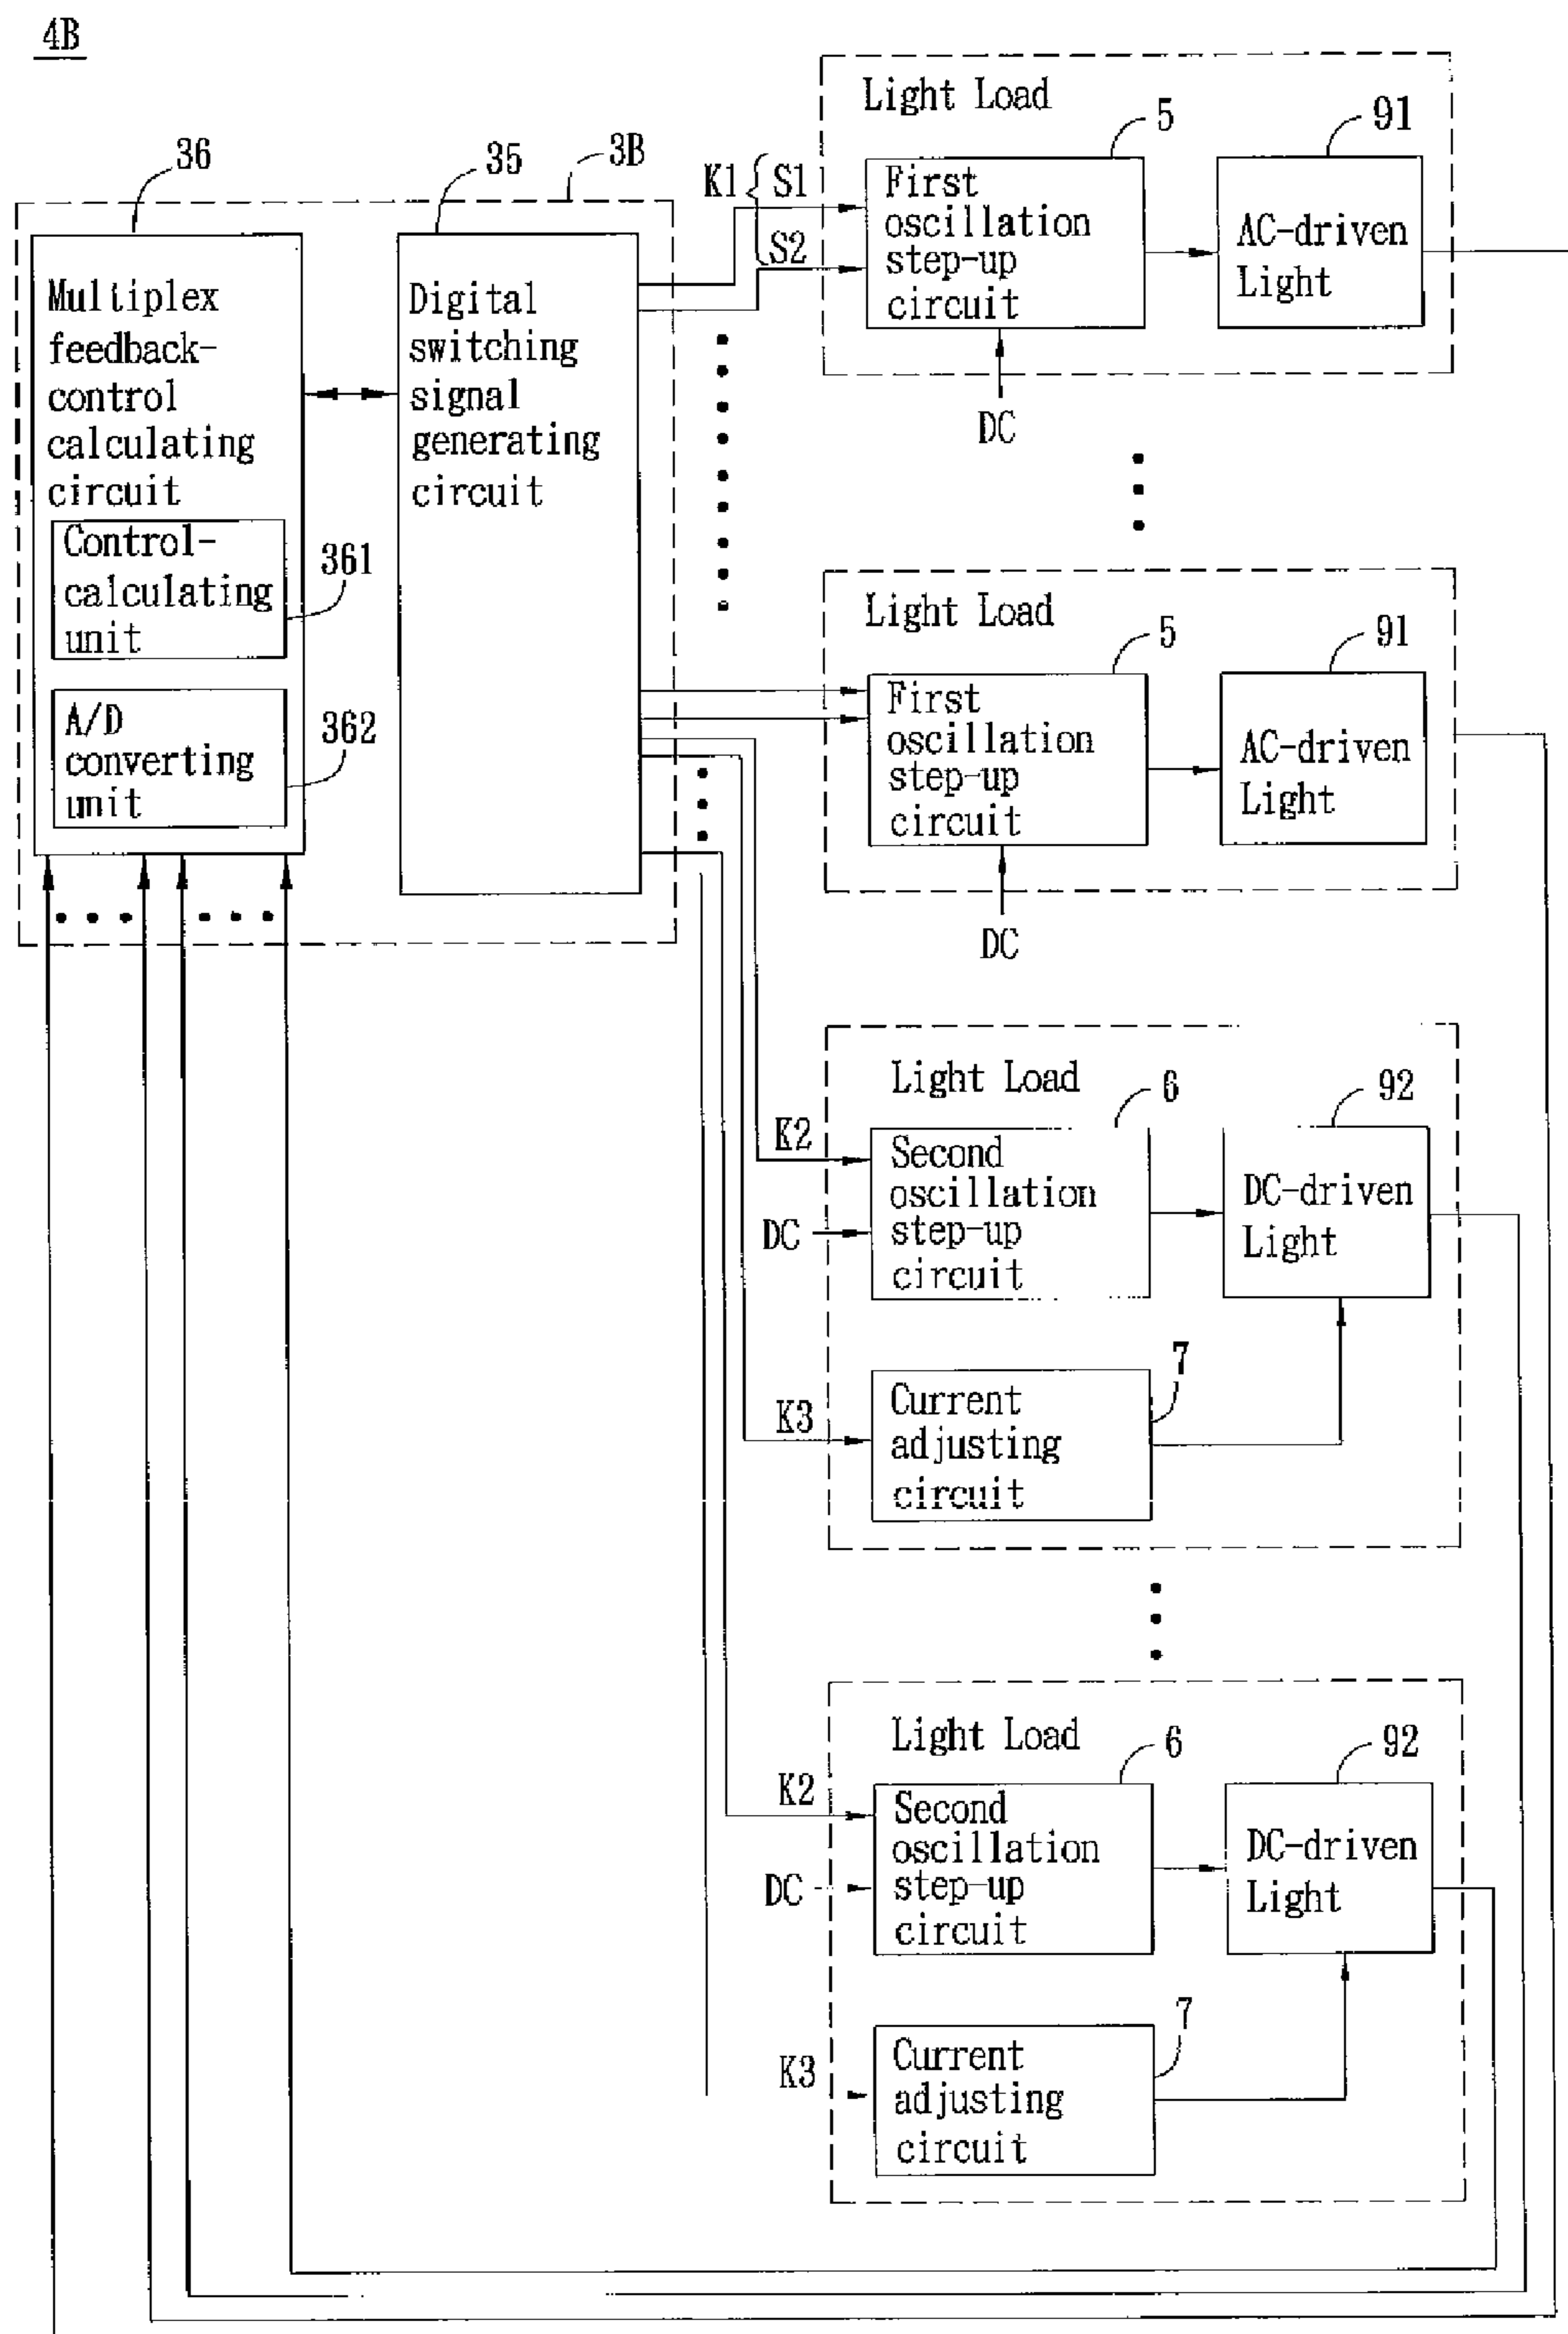 4B
36
35
3B
Multiplex
feedback-
control
calculating
circuit
Control-
calculating
unit
361
A/D
converting
unit
362
Digital
switching
signal
generating
circuit
K1 { S1
S2
Light Load
5
91
First
oscillation
step-up
circuit
AC-driven
Light
DC
Light Load
5
91
First
oscillation
step-up
circuit
AC-driven
Light
DC
Light Load
6
92
K2
DC
Second
oscillation
step-up
circuit
DC-driven
Light
7
K3
Current
adjusting
circuit
Light Load
6
92
K2
DC
Second
oscillation
step-up
circuit
DC-driven
Light
7
K3
Current
adjusting
circuit